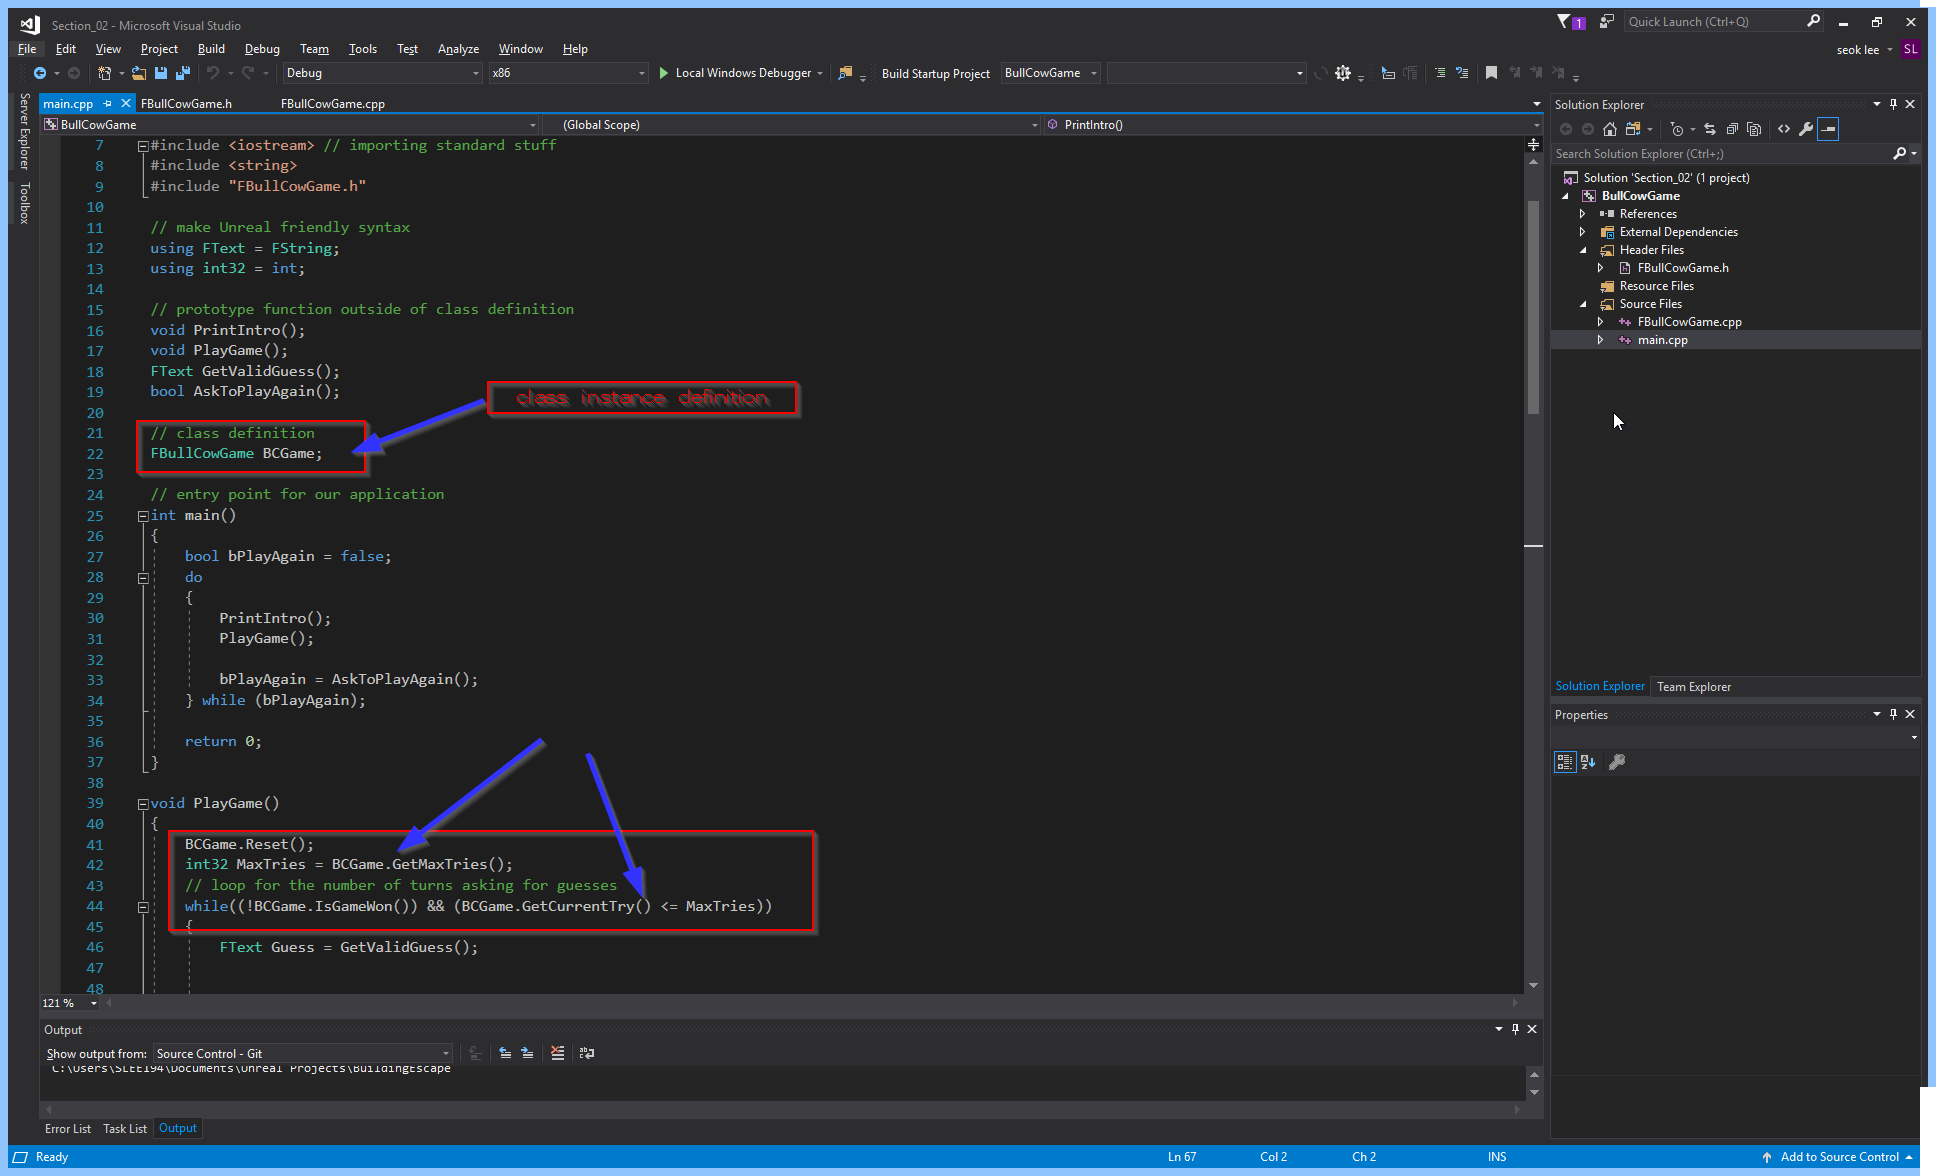 Section_02 - Microsoft Visual Studio
1
Quick Launch (Ctrl+Q)
File Edit View Project Build Debug Team Tools Test Analyze Window Help
seok lee SL
Debug x86 Local Windows Debugger Build Startup Project BullCowGame
Server Explorer
Toolbox
main.cpp FBullCowGame.h FBullCowGame.cpp
BullCowGame (Global Scope) PrintIntro()
7 #include <iostream> // importing standard stuff
8 #include <string>
9 #include "FBullCowGame.h"
10
11 // make Unreal friendly syntax
12 using FText = FString;
13 using int32 = int;
14
15 // prototype function outside of class definition
16 void PrintIntro();
17 void PlayGame();
18 FText GetValidGuess();
19 bool AskToPlayAgain();
class instence definition
20
21 // class definition
22 FBullCowGame BCGame;
23
24 // entry point for our application
25 int main()
26 {
27 bool bPlayAgain = false;
28 do
29 {
30 PrintIntro();
31 PlayGame();
32
33 bPlayAgain = AskToPlayAgain();
34 } while (bPlayAgain);
35
36 return 0;
37 }
38
39 void PlayGame()
40 {
41 BCGame.Reset();
42 int32 MaxTries = BCGame.GetMaxTries();
43 // loop for the number of turns asking for guesses
44 while((!BCGame.IsGameWon()) && (BCGame.GetCurrentTry() <= MaxTries))
45 {
46 FText Guess = GetValidGuess();
47
48
121 %
Output
Show output from: Source Control - Git
C:\Users\SLEE194\Documents\Unreal Projects\BuildingEscape
Error List Task List Output
Solution Explorer
Search Solution Explorer (Ctrl+;)
Solution 'Section_02' (1 project)
BullCowGame
References
External Dependencies
Header Files
FBullCowGame.h
Resource Files
Source Files
FBullCowGame.cpp
main.cpp
Solution Explorer Team Explorer
Properties
Ready Ln 67 Col 2 Ch 2 INS Add to Source Control